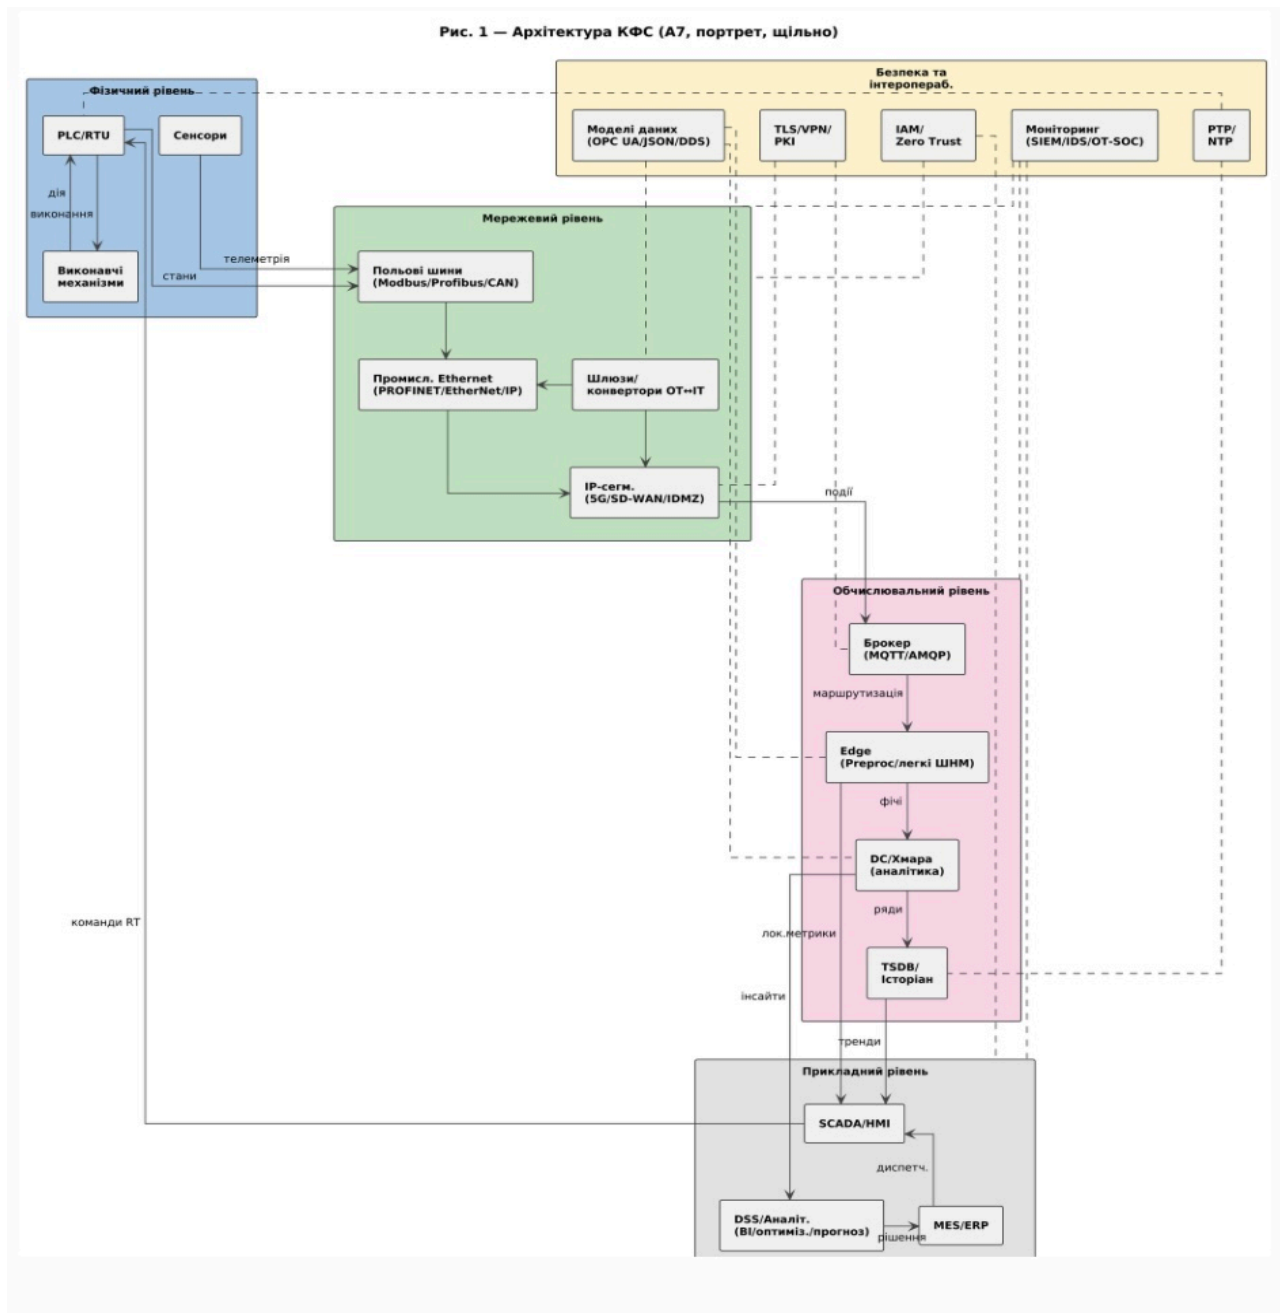 Рис. 1 — Архітектура КФС (А7, портрет, щільно)
Фізичний рівень
PLC/RTU
Сенсори
дія
виконання
Виконавчі
механізми
телеметрія
стани
Безпека та
інтеропераб.
Моделі даних
(OPC UA/JSON/DDS)
TLS/VPN/
PKI
IAM/
Zero Trust
Моніторинг
(SIEM/IDS/OT-SOC)
PTP/
NTP
Мережевий рівень
Польові шини
(Modbus/Profibus/CAN)
Промисл. Ethernet
(PROFINET/EtherNet/IP)
Шлюзи/
конвертори OT↔IT
IP-сегм.
(5G/SD-WAN/IDMZ)
події
Обчислювальний рівень
Брокер
(MQTT/AMQP)
маршрутизація
Edge
(Preproc/легкі ШНМ)
фічі
DC/Хмара
(аналітика)
ряди
команди RT
лок.метрики
TSDB/
Історіан
інсайти
тренди
Прикладний рівень
SCADA/HMI
диспетч.
DSS/Аналіт.
(BI/оптиміз./прогноз)
рішення
MES/ERP